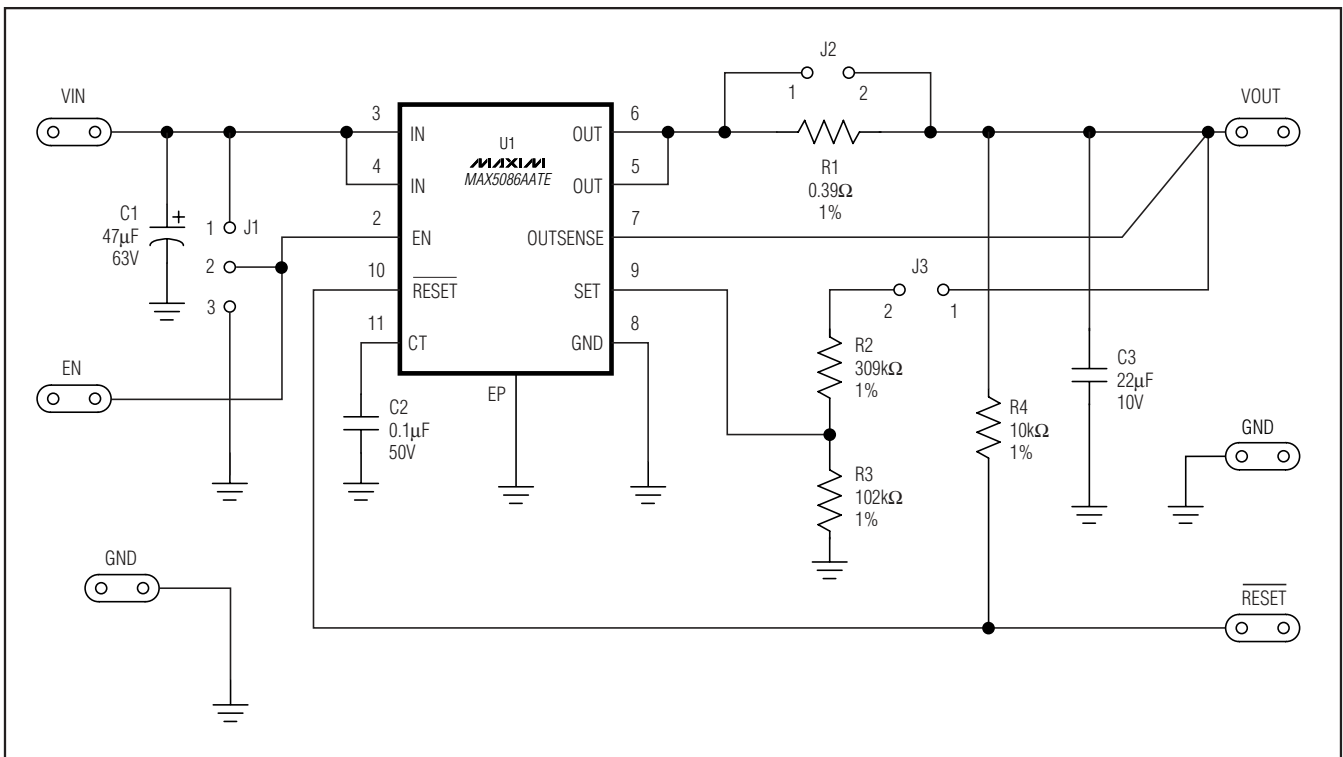 VIN
C1
47µF
63V
+
1
J1
2
3
EN
GND
3
IN
4
IN
2
EN
10
RESET
11
CT
U1
MAXIM
MAX5086AATE
OUT
6
OUT
5
OUTSENSE
7
SET
9
GND
8
EP
C2
0.1µF
50V
J2
1
2
R1
0.39Ω
1%
J3
2
1
R2
309kΩ
1%
R3
102kΩ
1%
R4
10kΩ
1%
C3
22µF
10V
VOUT
GND
RESET